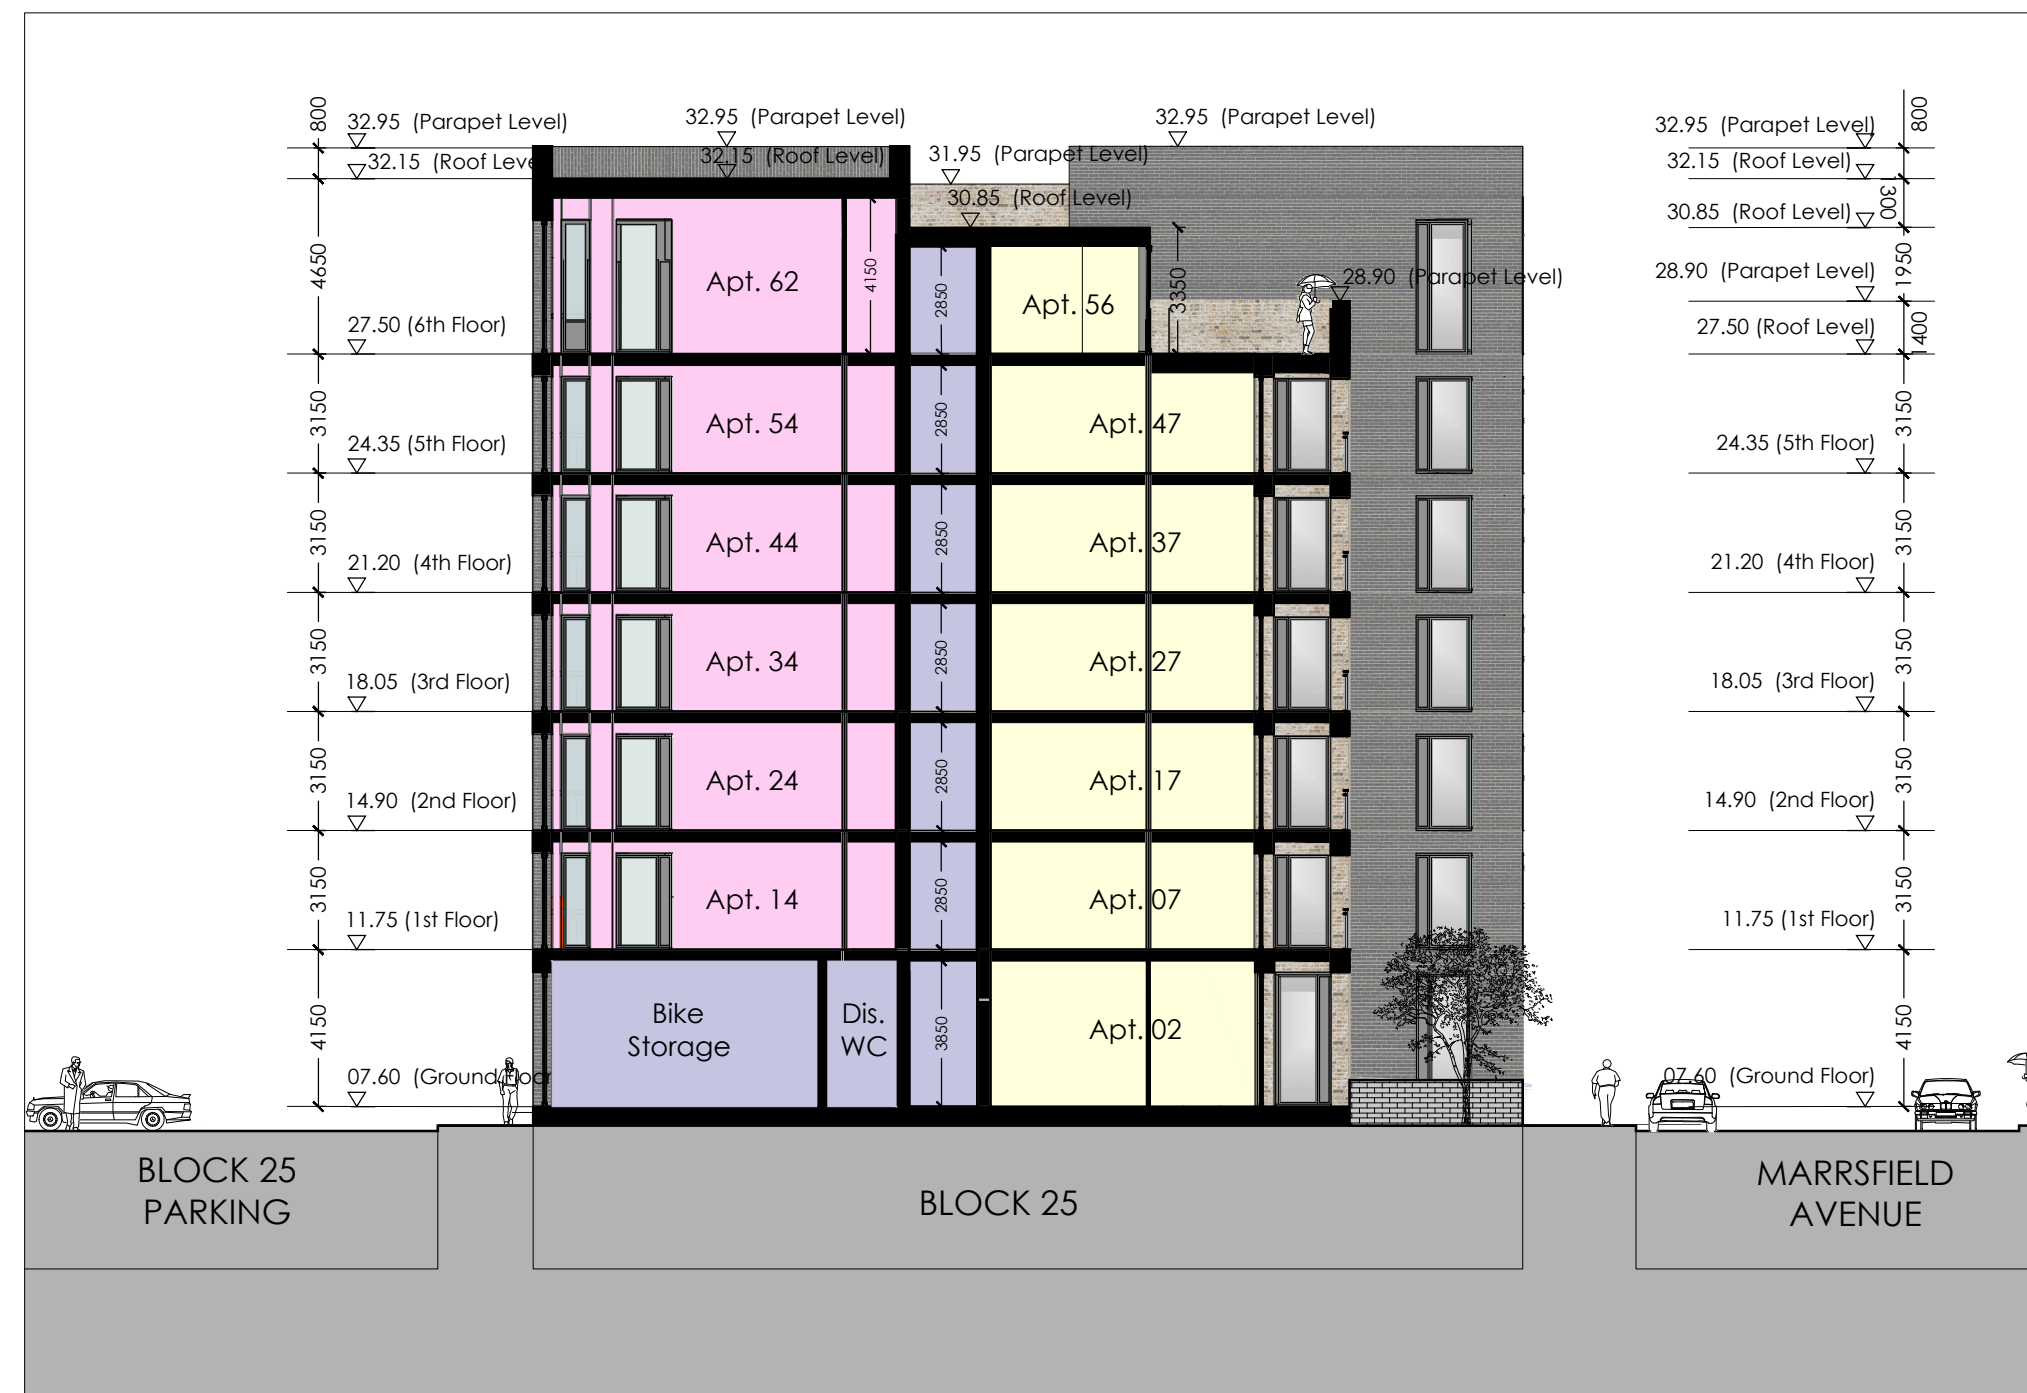 800
32.95 (Parapet Level)
32.95 (Parapet Level)
32.95 (Parapet Level)
32.95 (Parapet Level)
800
32.15 (Roof Leve
32.15 (Roof Level)
31.95 (Parapet Level)
32.15 (Roof Level)
1300
30.85 (Roof Level)
30.85 (Roof Level)
4650
Apt. 62
4150
2850
Apt. 56
3350
28.90 (Parapet Level)
28.90 (Parapet Level)
1950
27.50 (6th Floor)
27.50 (Roof Level)
1400
3150
Apt. 54
2850
Apt. 47
3150
24.35 (5th Floor)
24.35 (5th Floor)
3150
Apt. 44
2850
Apt. 37
3150
21.20 (4th Floor)
21.20 (4th Floor)
3150
Apt. 34
2850
Apt. 27
3150
18.05 (3rd Floor)
18.05 (3rd Floor)
3150
Apt. 24
2850
Apt. 17
3150
14.90 (2nd Floor)
14.90 (2nd Floor)
3150
Apt. 14
2850
Apt. 07
3150
11.75 (1st Floor)
11.75 (1st Floor)
4150
Bike
Storage
Dis.
WC
3850
Apt. 02
4150
07.60 (Ground Floor
07.60 (Ground Floor)
BLOCK 25
PARKING
BLOCK 25
MARRSFIELD
AVENUE